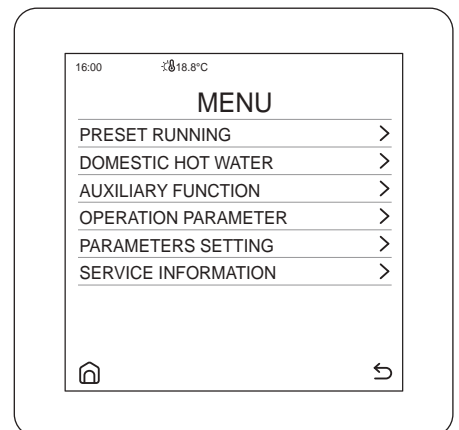 16:00 18.8°C
MENU
PRESET RUNNING
DOMESTIC HOT WATER
AUXILIARY FUNCTION
OPERATION PARAMETER
PARAMETERS SETTING
SERVICE INFORMATION